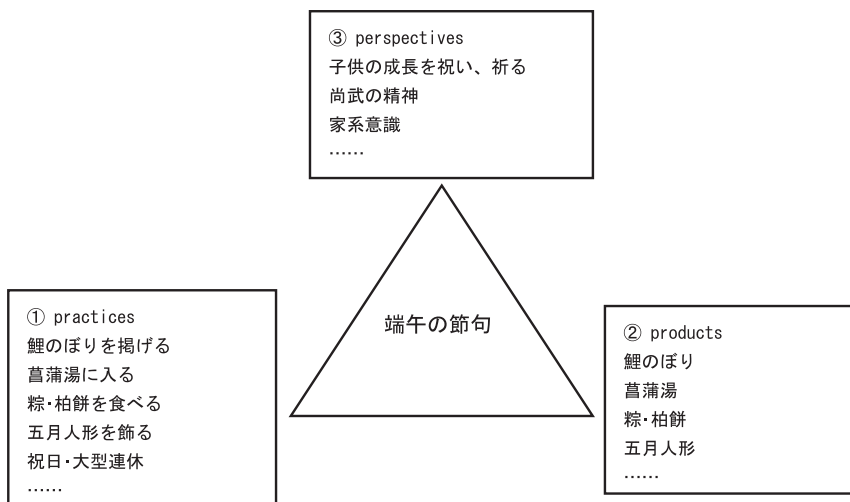 ③ perspectives
子供の成長を祝い、祈る
尚武の精神
家系意識
……
端午の節句
① practices
鯉のぼりを掲げる
菖蒲湯に入る
粽・柏餅を食べる
五月人形を飾る
祝日・大型連休
……
② products
鯉のぼり
菖蒲湯
粽・柏餅
五月人形
……